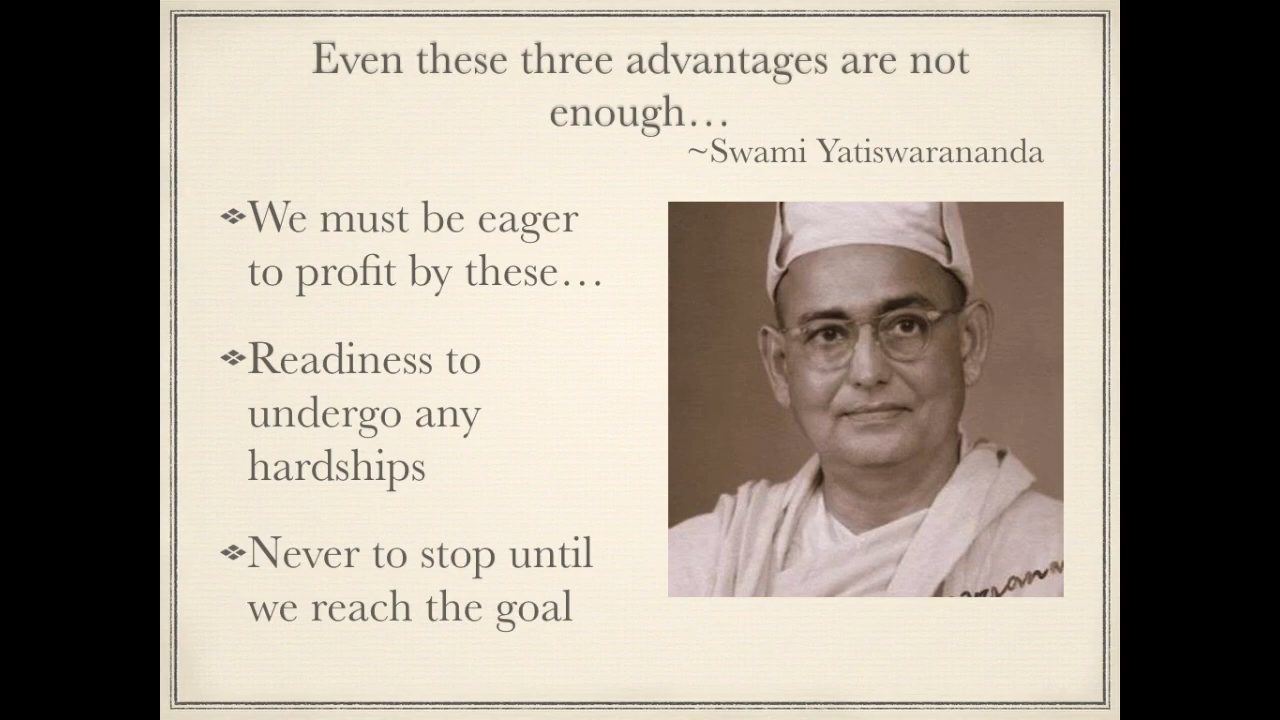 Even these three advantages are not
enough…
~Swami Yatiswarananda
❖We must be eager
to profit by these…
❖Readiness to
undergo any
hardships
❖Never to stop until
we reach the goal